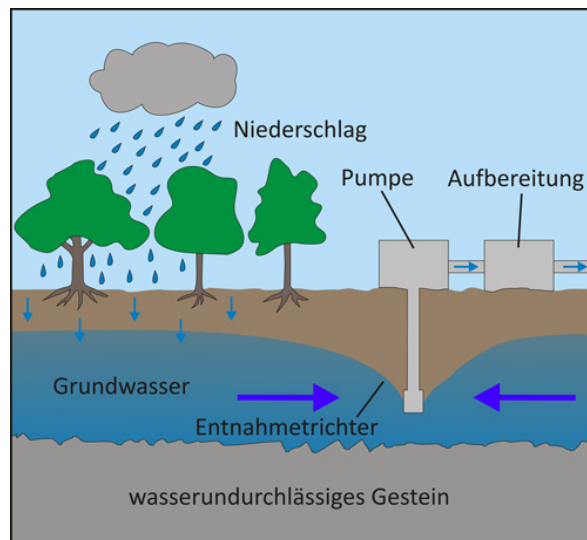 Niederschlag
Pumpe
Aufbereitung
Grundwasser
Entnahmetrichter
wasserundurchlässiges Gestein